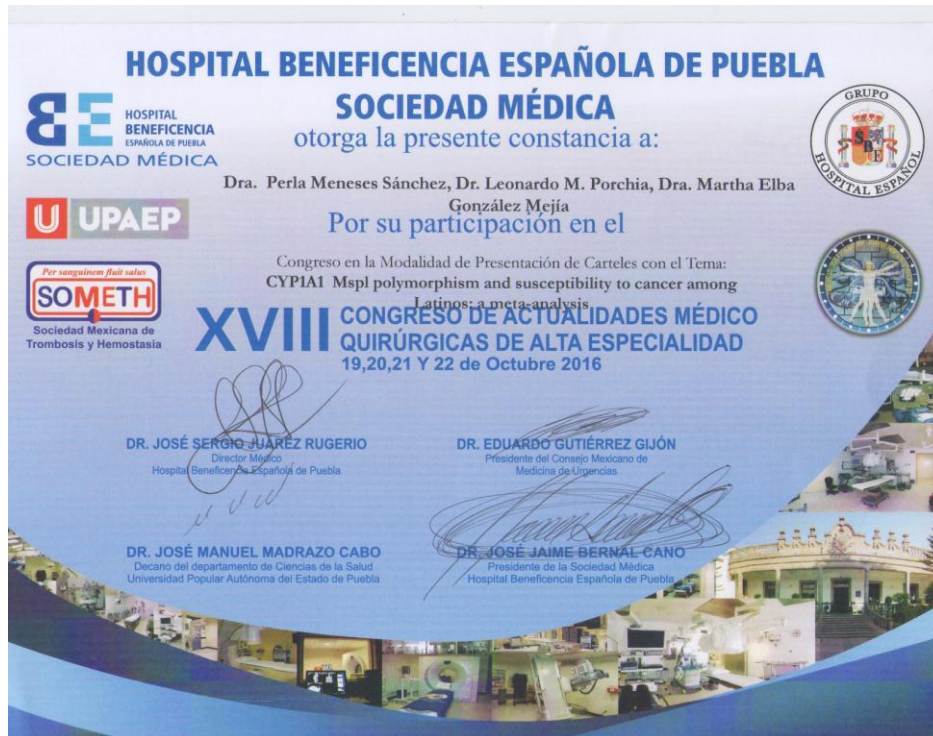 HOSPITAL BENEFICENCIA ESPAÑOLA DE PUEBLA
SOCIEDAD MÉDICA
otorga la presente constancia a:
BE
HOSPITAL
BENEFICENCIA
ESPAÑOLA DE PUEBLA
SOCIEDAD MÉDICA
GRUPO
SBE
HOSPITAL ESPAÑOL
Dra. Perla Meneses Sánchez, Dr. Leonardo M. Porchia, Dra. Martha Elba
González Mejía
U UPAEP
Por su participación en el
Congreso en la Modalidad de Presentación de Carteles con el Tema:
CYP1A1 MspI polymorphism and susceptibility to cancer among
Latinos: a meta-analysis
Per sanguinem fluit salus
SOMETH
Sociedad Mexicana de
Trombosis y Hemostasia
XVIII CONGRESO DE ACTUALIDADES MÉDICO
QUIRÚRGICAS DE ALTA ESPECIALIDAD
19,20,21 Y 22 de Octubre 2016
DR. JOSÉ SERGIO JUÁREZ RUGERIO
Director Médico
Hospital Beneficencia Española de Puebla
DR. EDUARDO GUTIÉRREZ GIJÓN
Presidente del Consejo Mexicano de
Medicina de Urgencias
DR. JOSÉ MANUEL MADRAZO CABO
Decano del departamento de Ciencias de la Salud
Universidad Popular Autónoma del Estado de Puebla
DR. JOSÉ JAIME BERNAL CANO
Presidente de la Sociedad Médica
Hospital Beneficencia Española de Puebla